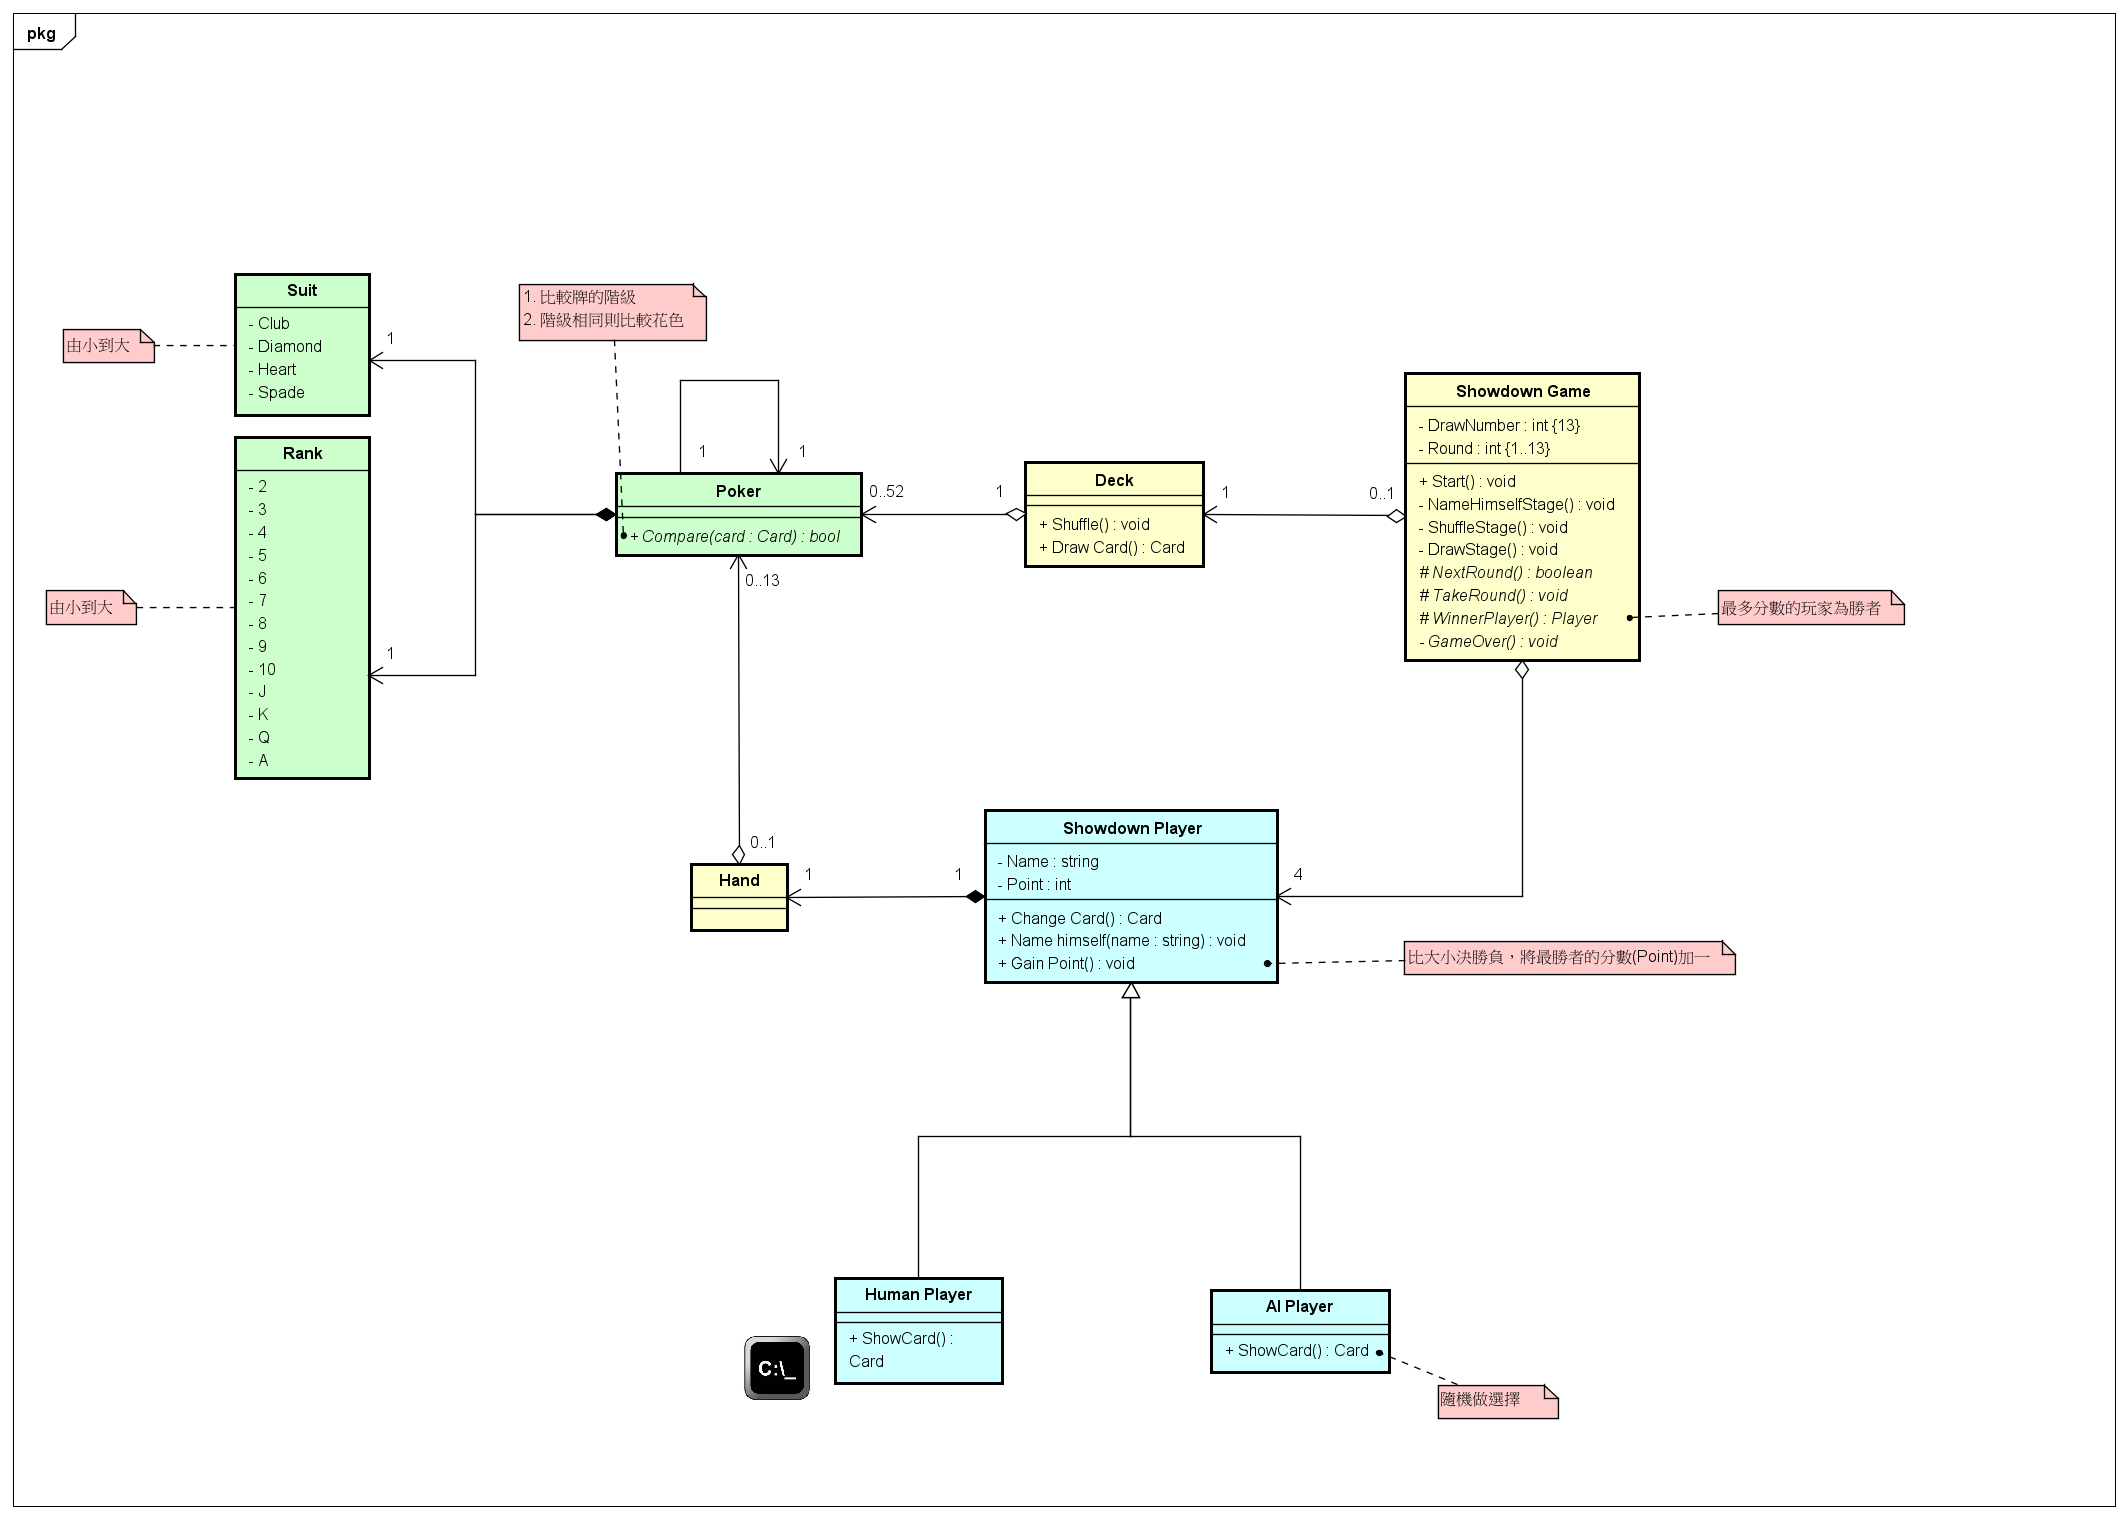 pkg
Suit
- Club
- Diamond
- Heart
- Spade
由小到大
1
Rank
- 2
- 3
- 4
- 5
- 6
- 7
- 8
- 9
- 10
- J
- K
- Q
- A
由小到大
1
1. 比較牌的階級
2. 階級相同則比較花色
1
1
Poker
+ Compare(card : Card) : bool
0..52
1
Deck
+ Shuffle() : void
+ Draw Card() : Card
1
0..1
Showdown Game
- DrawNumber : int {13}
- Round : int {1..13}
+ Start() : void
- NameHimselfStage() : void
- ShuffleStage() : void
- DrawStage() : void
# NextRound() : boolean
# TakeRound() : void
# WinnerPlayer() : Player
- GameOver() : void
最多分數的玩家為勝者
0..13
0..1
Hand
1
1
Showdown Player
- Name : string
- Point : int
+ Change Card() : Card
+ Name himself(name : string) : void
+ Gain Point() : void
4
比大小決勝負，將最勝者的分數(Point)加一
Human Player
+ ShowCard() :
Card
C:\_
AI Player
+ ShowCard() : Card
隨機做選擇